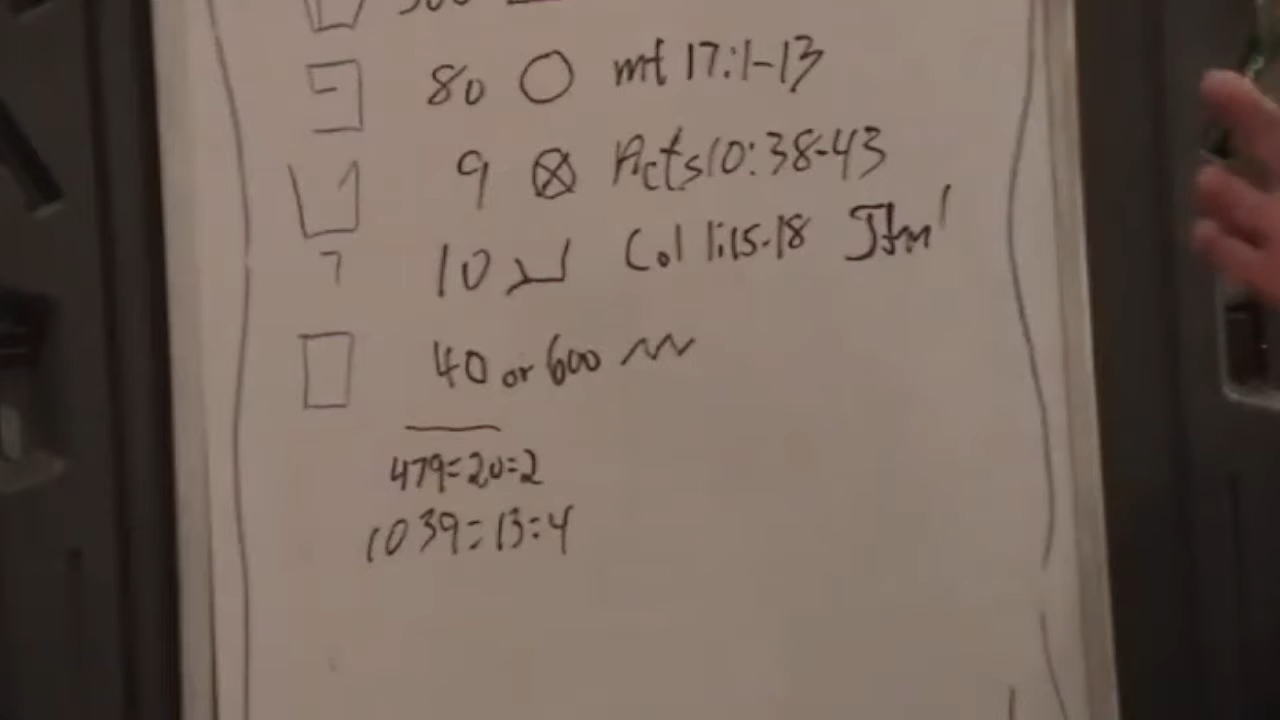 300
פ 80 mt 17:1-13
ט 9 Acts 10:38-43
י 10 Col 1:15-18
ם 40 or 600
479=20=2
1039=13=4